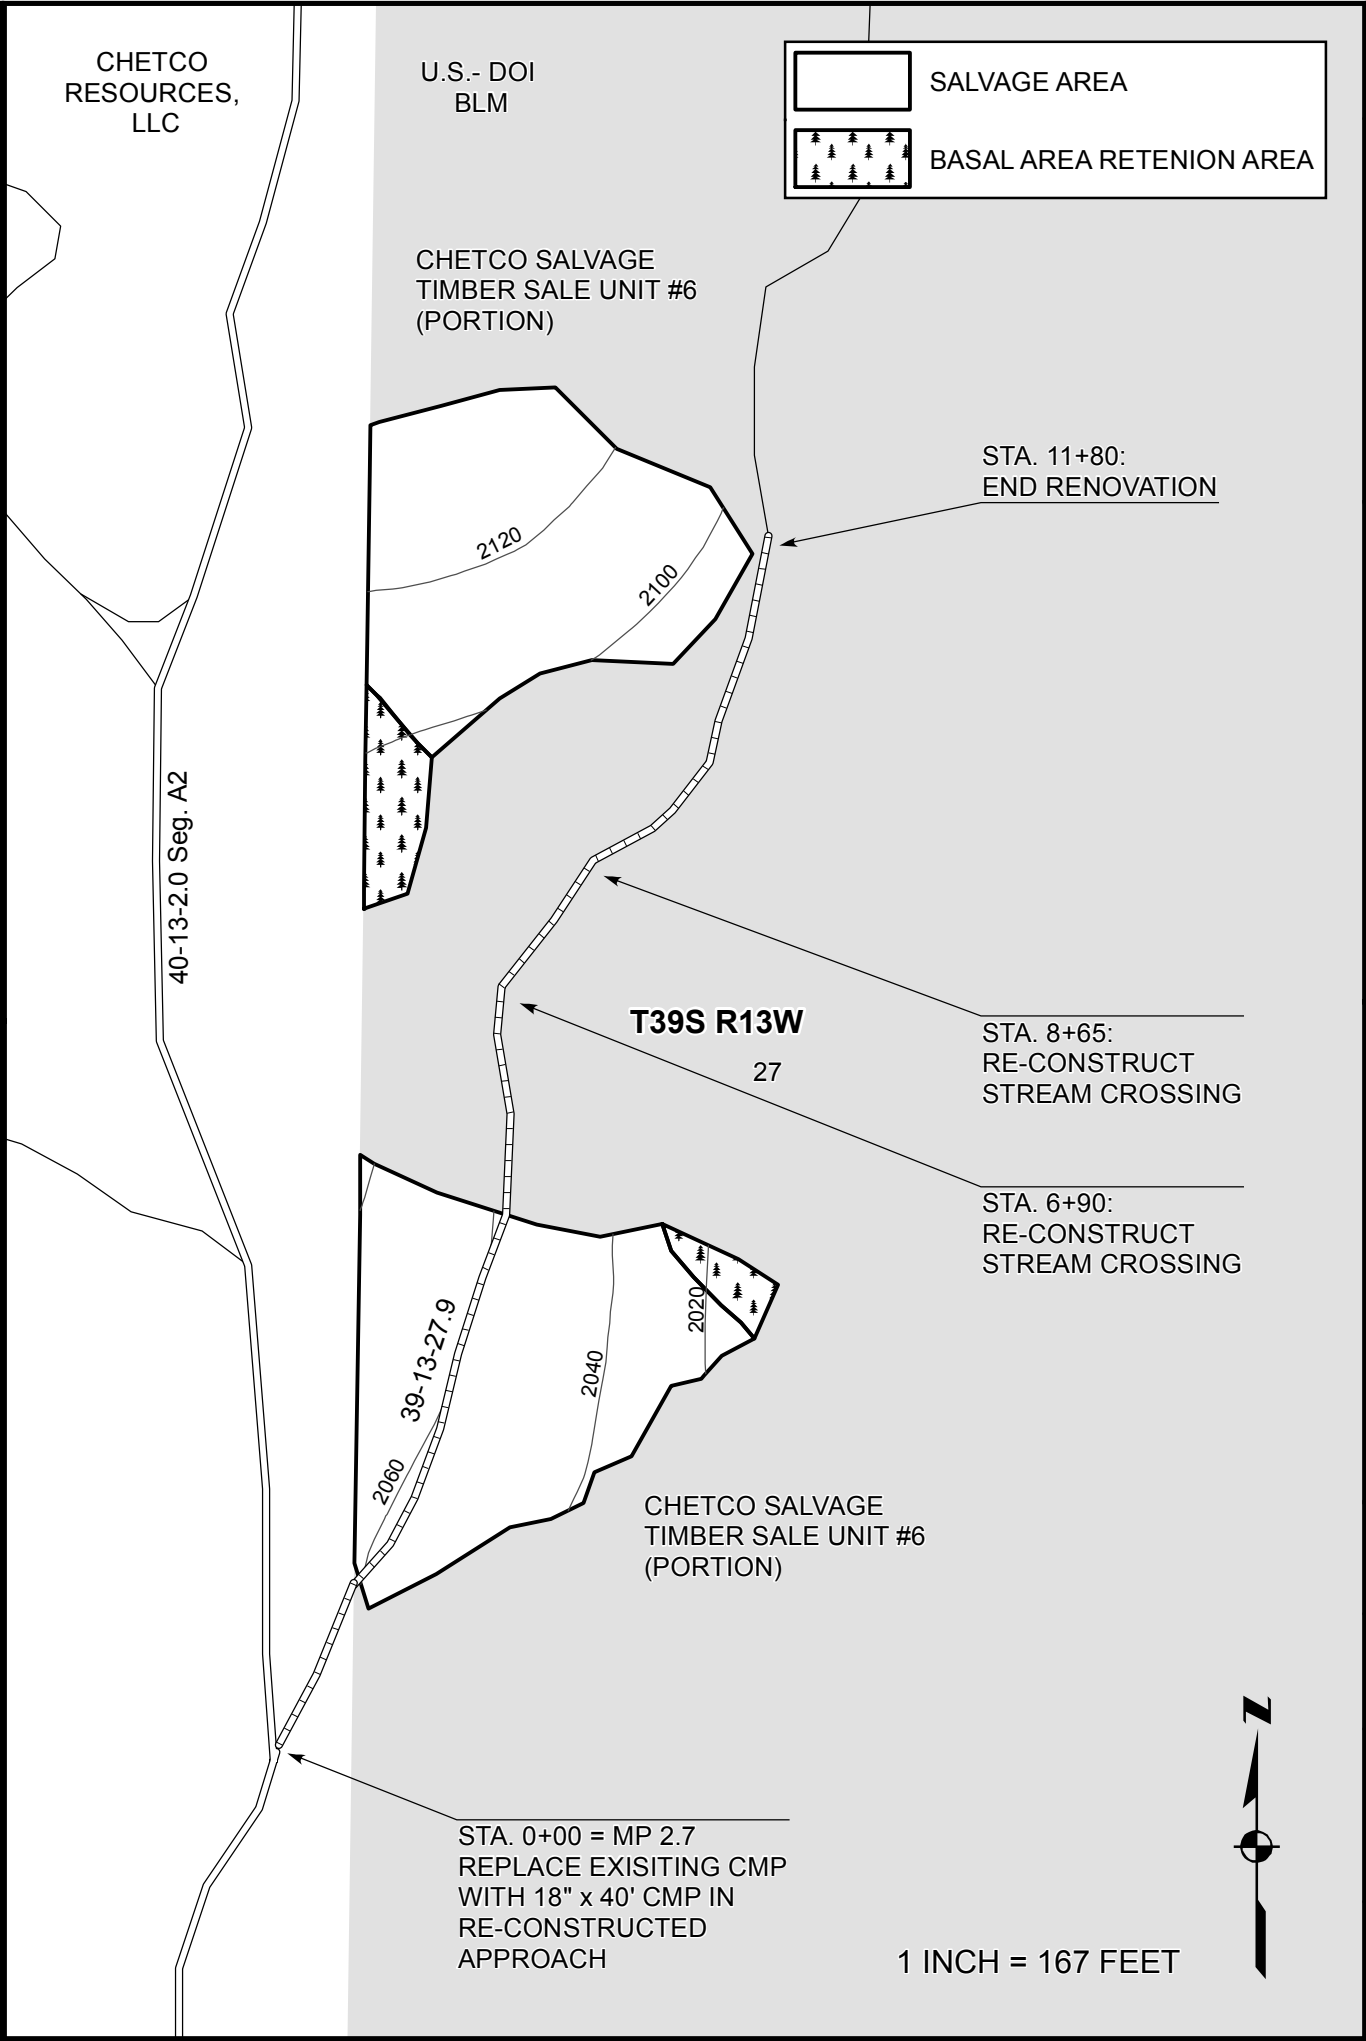 CHETCO
RESOURCES,
LLC
U.S.- DOI
BLM
SALVAGE AREA
BASAL AREA RETENION AREA
CHETCO SALVAGE
TIMBER SALE UNIT #6
(PORTION)
STA. 11+80:
END RENOVATION
2120
2100
40-13-2.0 Seg. A2
T39S R13W
27
STA. 8+65:
RE-CONSTRUCT
STREAM CROSSING
STA. 6+90:
RE-CONSTRUCT
STREAM CROSSING
39-13-27.9
2020
2040
2060
CHETCO SALVAGE
TIMBER SALE UNIT #6
(PORTION)
N
STA. 0+00 = MP 2.7
REPLACE EXISITING CMP
WITH 18" x 40' CMP IN
RE-CONSTRUCTED
APPROACH
1 INCH = 167 FEET